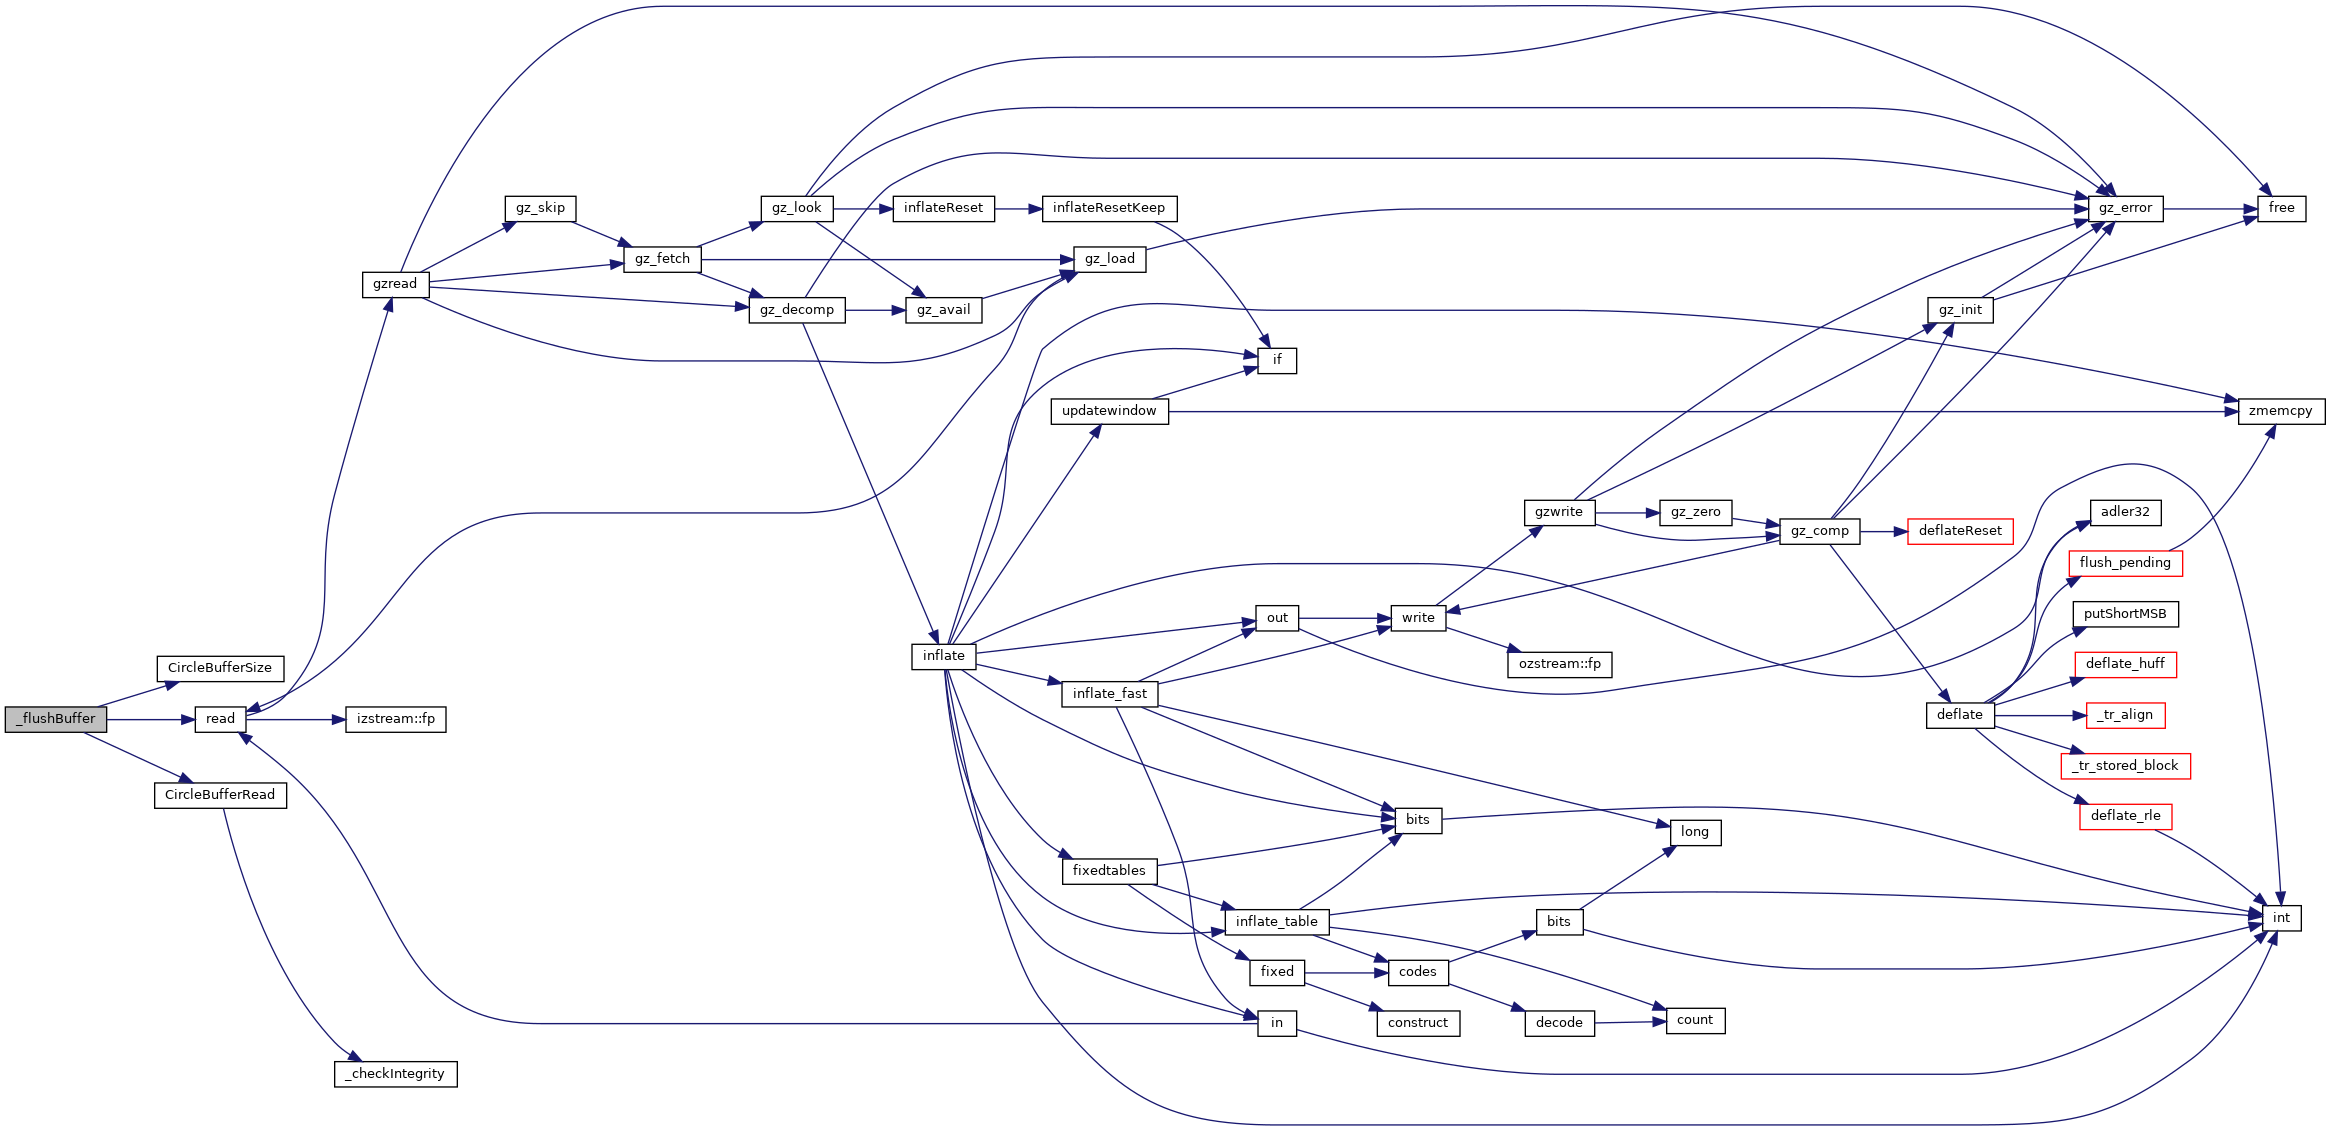 _flushBuffer
CircleBufferSize
read
CircleBufferRead
izstream::fp
_checkIntegrity
gzread
gz_skip
gz_fetch
gz_look
gz_decomp
inflateReset
gz_avail
inflateResetKeep
gz_load
if
updatewindow
inflate
inflate_fast
out
write
fixedtables
inflate_table
fixed
in
bits
codes
construct
gzwrite
ozstream::fp
bits
decode
gz_zero
long
count
gz_comp
gz_init
deflateReset
deflate
gz_error
free
zmemcpy
adler32
flush_pending
putShortMSB
deflate_huff
_tr_align
_tr_stored_block
deflate_rle
int